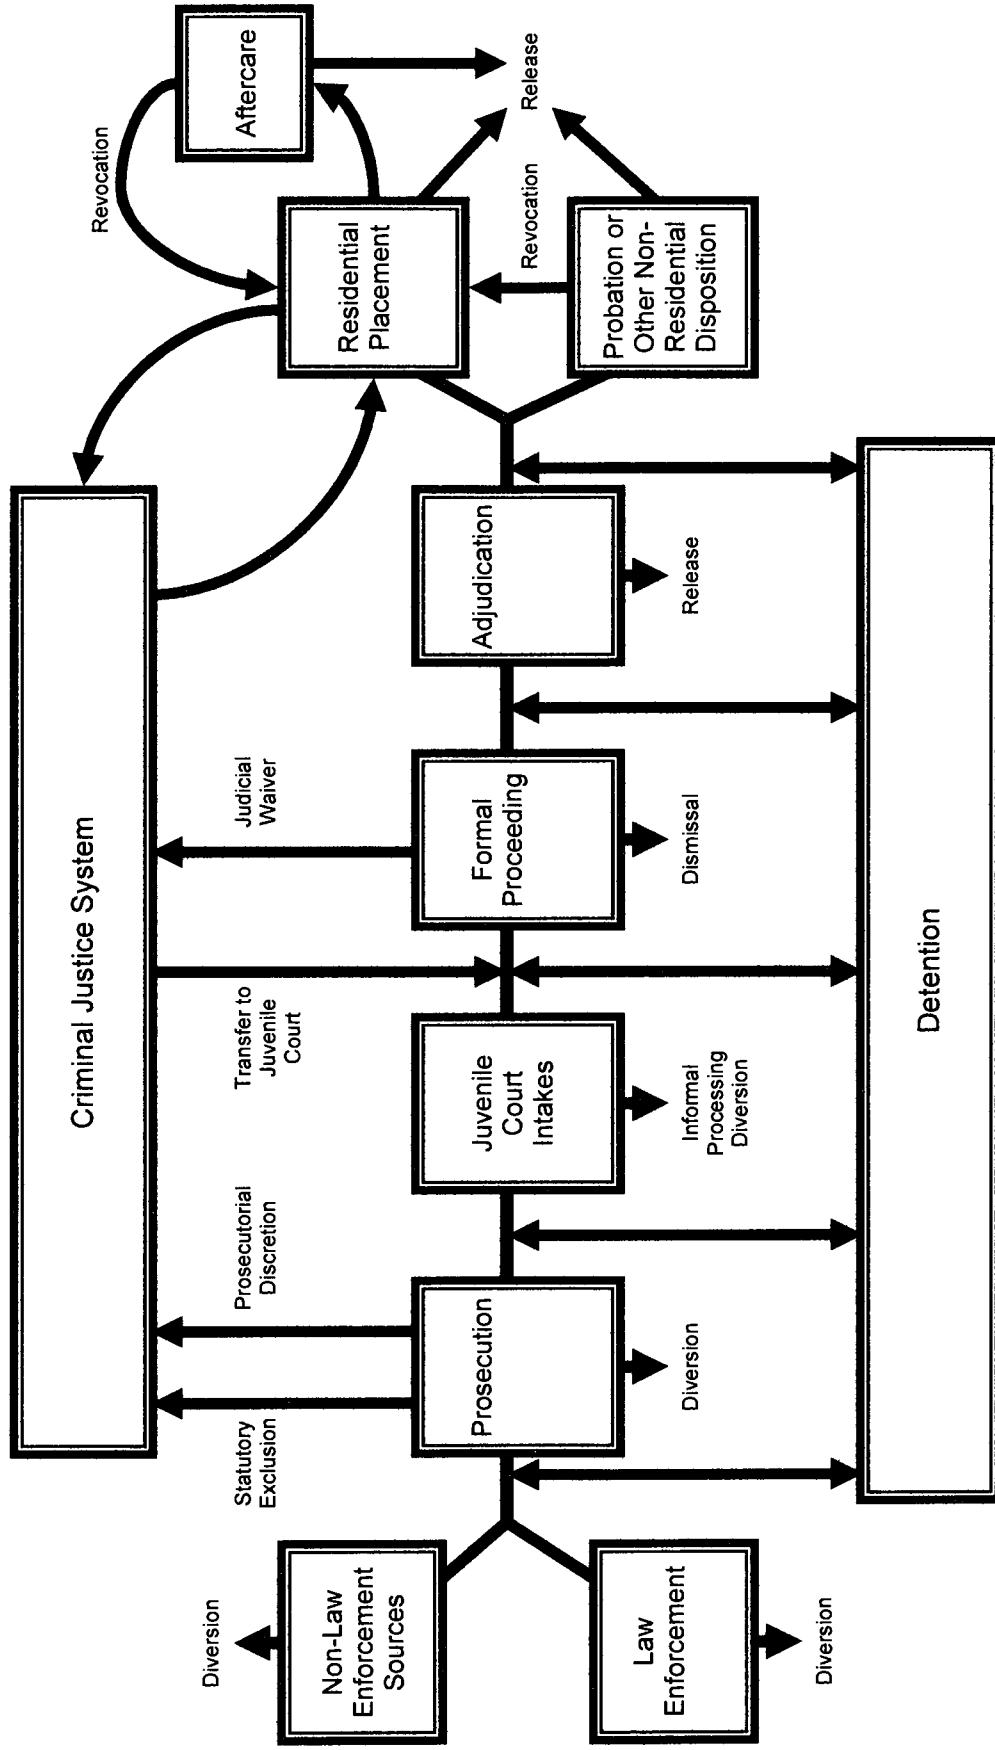 Criminal Justice System
Revocation
Aftercare
Residential
Placement
Release
Revocation
Probation or
Other Non-
Residential
Disposition
Statutory
Exclusion
Prosecutorial
Discretion
Transfer to
Juvenile
Court
Judicial
Waiver
Diversion
Non-Law
Enforcement
Sources
Law
Enforcement
Diversion
Prosecution
Diversion
Juvenile
Court
Intakes
Informal
Processing
Diversion
Formal
Proceeding
Dismissal
Adjudication
Release
Detention